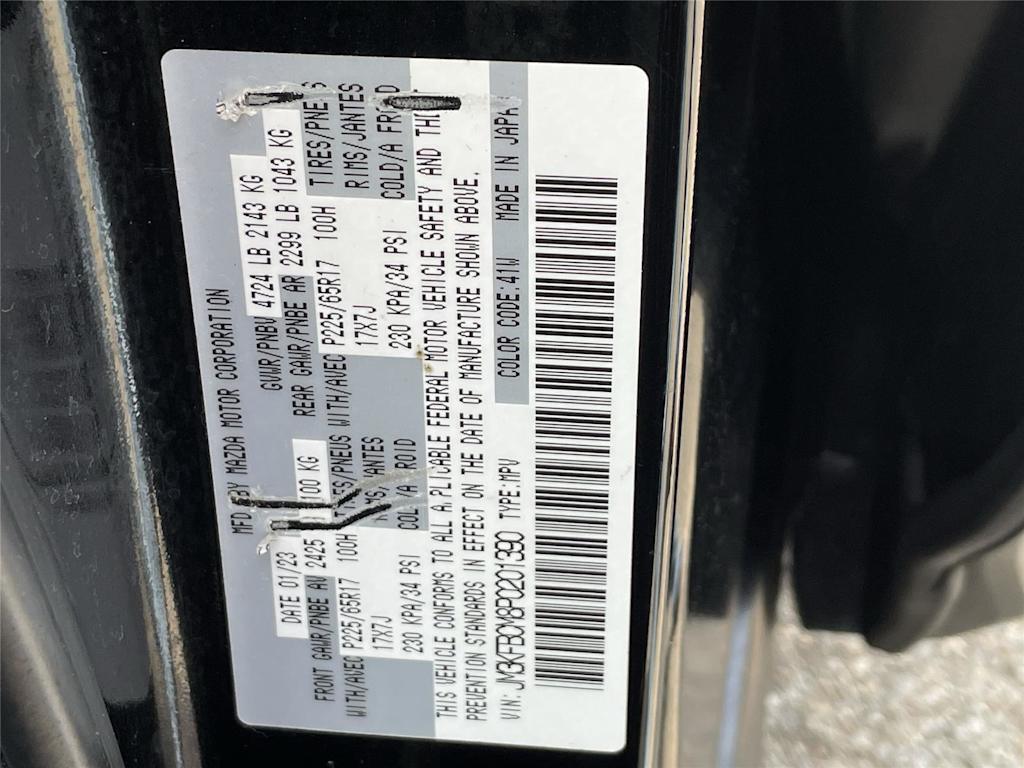 MFD BY MAZDA MOTOR CORPORATION
DATE 01/23 GVWR/PNBV 4724 LB 2143 KG
FRONT GAWR/PNBE AV 2425 KG REAR GAWR/PNBE AR 2299 LB 1043 KG
WITH/AVEC P225/65R17 100H TIRES/PNEUS WITH/AVEC P225/65R17 100H TIRES/PNEUS
17X7J RIMS/JANTES 17X7J RIMS/JANTES
230 KPA/34 PSI COLD/A FROID 230 KPA/34 PSI COLD/A FROID
THIS VEHICLE CONFORMS TO ALL APLICABLE FEDERAL MOTOR VEHICLE SAFETY AND
PREVENTION STANDARDS IN EFFECT ON THE DATE OF MANUFACTURE SHOWN ABOVE.
VIN: JM3KFBCM8P0201390 TYPE:MPV COLOR CODE:41W MADE IN JAPAN